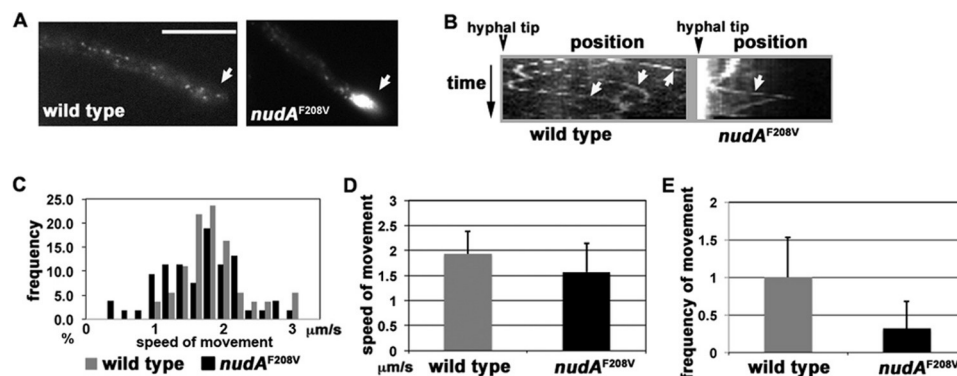 A
wild type
nudAF208V
B
hyphal tip
position
hyphal tip
position
time
wild type
nudAF208V
C
frequency
25.0
20.0
15.0
10.0
5.0
0.0
0 1 2 3 μm/s
%
speed of movement
wild type nudAF208V
D
speed of movement
3
2.5
2
1.5
1
0.5
0
μm/s
wild type nudAF208V
E
frequency of movement
2
1.5
1
0.5
0
wild type nudAF208V